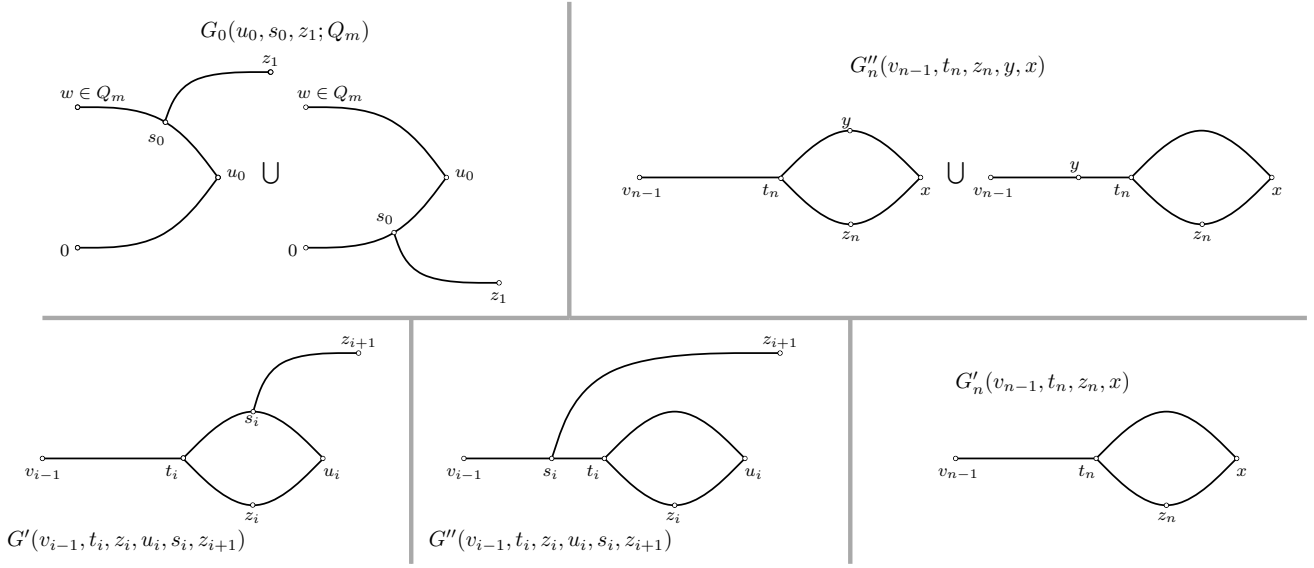 G_0(u_0, s_0, z_1; Q_m)
z_1
w ∈ Q_m
s_0
u_0
0
⋃
w ∈ Q_m
u_0
s_0
0
z_1
G''_n(v_{n-1}, t_n, z_n, y, x)
y
v_{n-1}
t_n
x
z_n
⋃
y
v_{n-1}
t_n
x
z_n
z_{i+1}
s_i
v_{i-1}
t_i
u_i
z_i
G'(v_{i-1}, t_i, z_i, u_i, s_i, z_{i+1})
z_{i+1}
v_{i-1}
s_i
t_i
u_i
z_i
G''(v_{i-1}, t_i, z_i, u_i, s_i, z_{i+1})
G'_n(v_{n-1}, t_n, z_n, x)
v_{n-1}
t_n
x
z_n